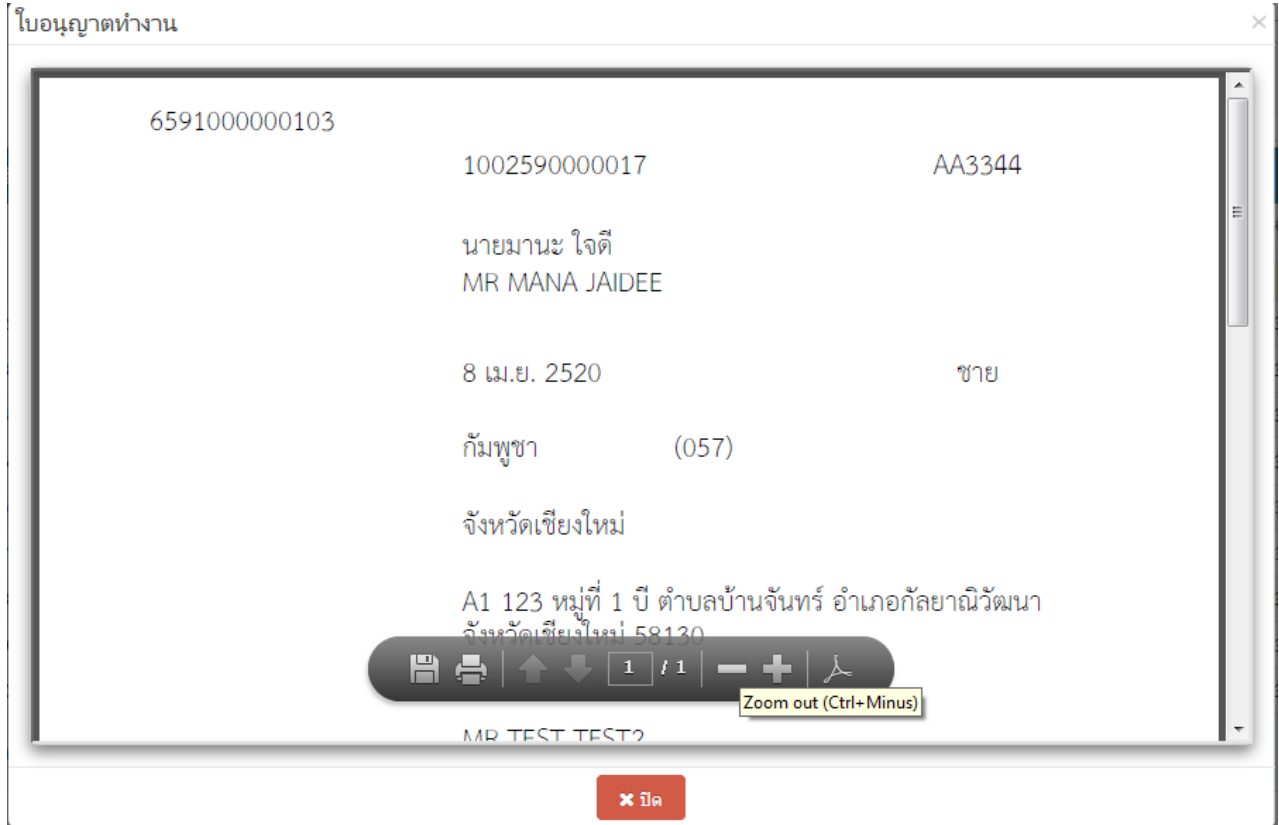 ใบอนุญาตทำงาน ×
6591000000103
1002590000017 AA3344
นายมานะ ใจดี
MR MANA JAIDEE
8 เม.ย. 2520 ชาย
กัมพูชา (057)
จังหวัดเชียงใหม่
A1 123 หมู่ที่ 1 บี ตำบลบ้านจันทร์ อำเภอกัลยาณิวัฒนา
จังหวัดเชียงใหม่ 58130
1 / 1
Zoom out (Ctrl+Minus)
MR TEST TEST2
ปิด